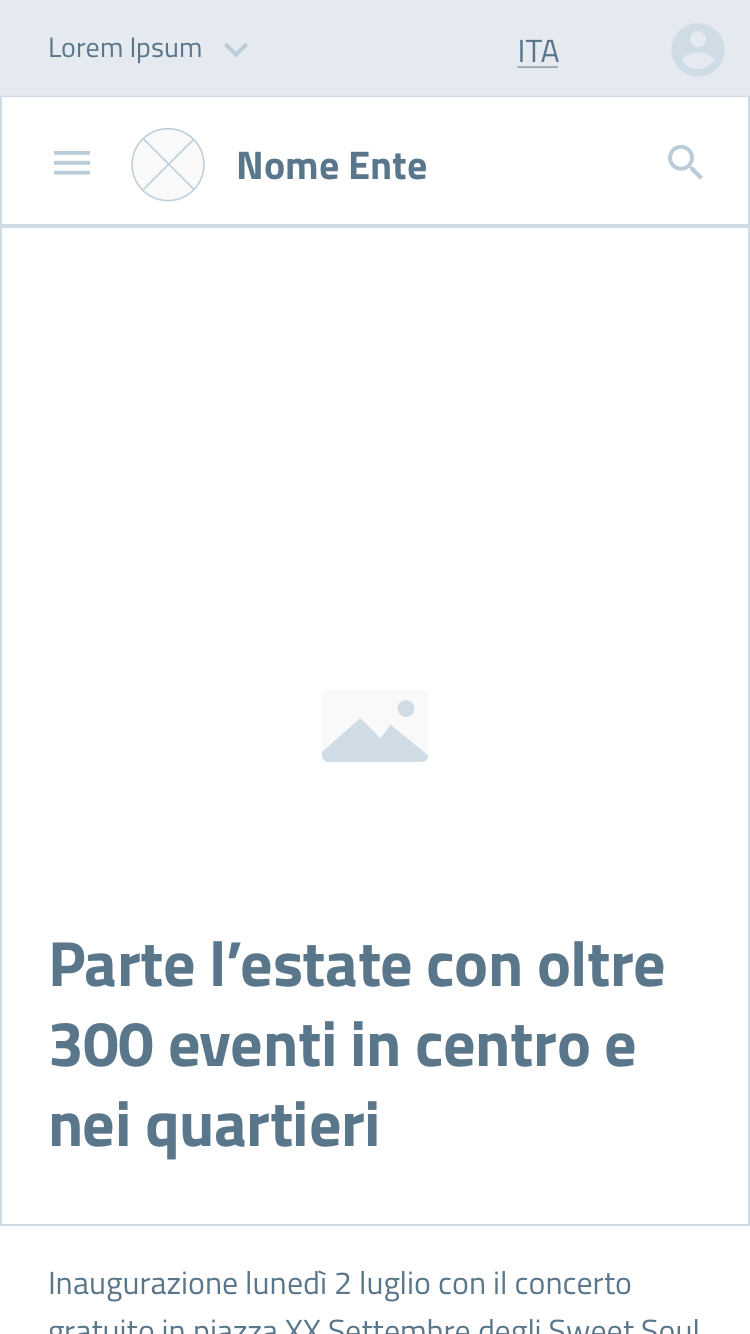 Lorem Ipsum
ITA
Nome Ente
Parte l’estate con oltre
300 eventi in centro e
nei quartieri
Inaugurazione lunedì 2 luglio con il concerto
gratuito in piazza XX Settembre degli Sweet Soul